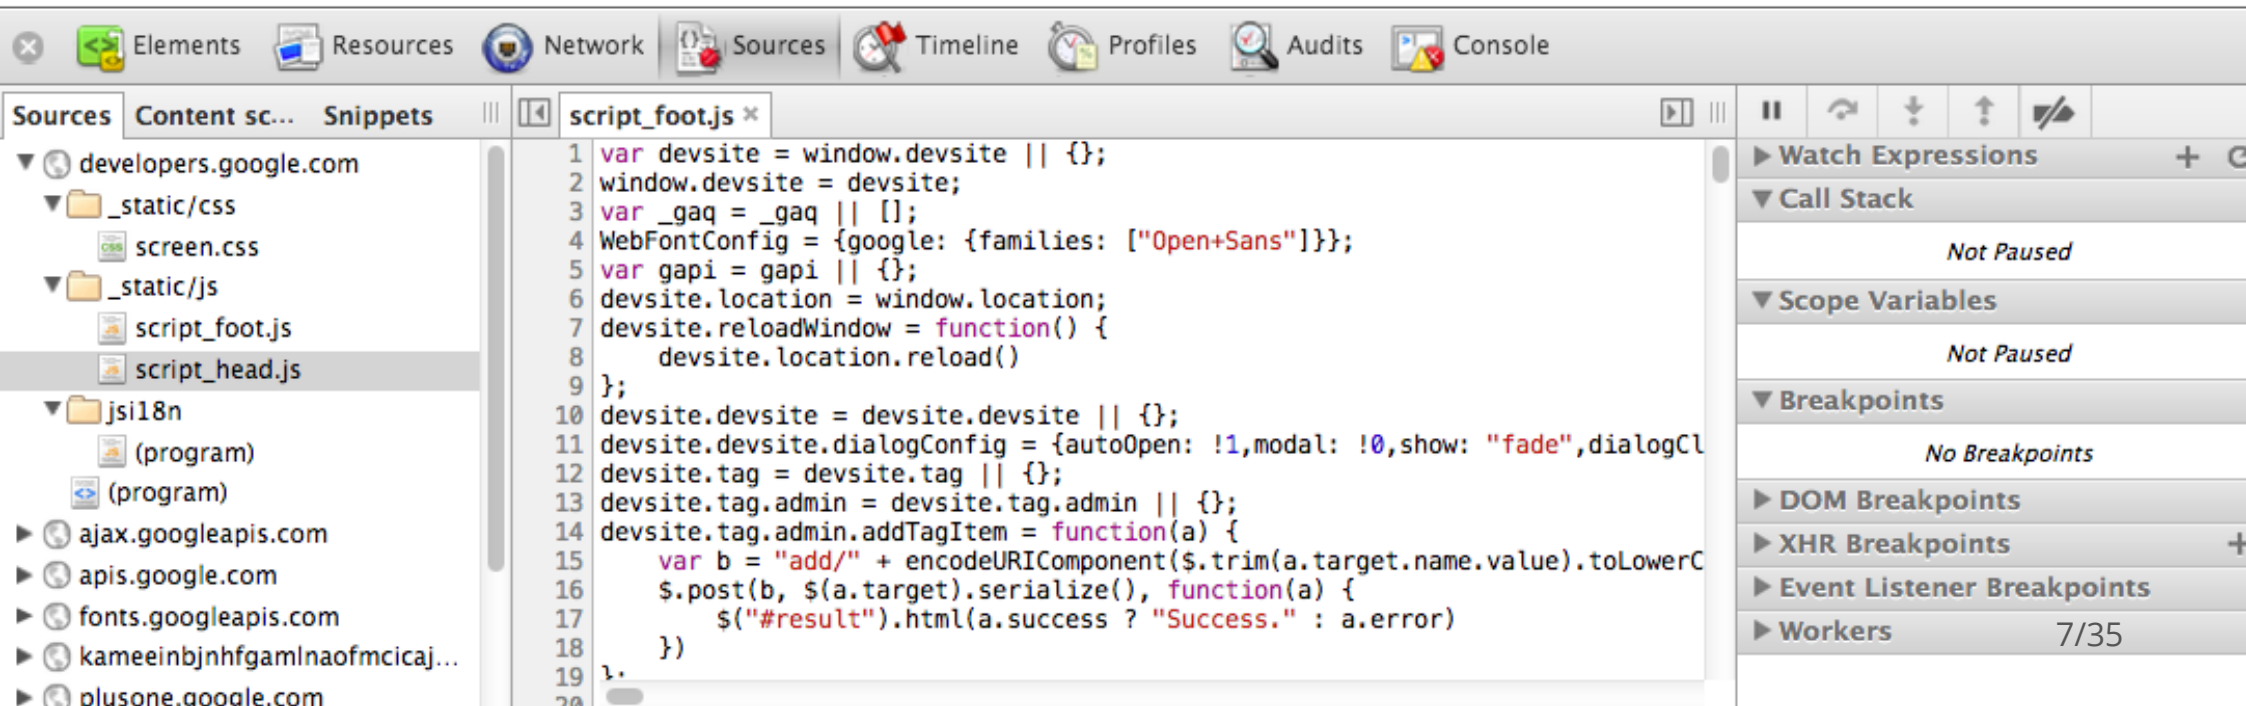 Elements Resources Network Sources Timeline Profiles Audits Console
Sources Content sc... Snippets
developers.google.com
_static/css
screen.css
_static/js
script_foot.js
script_head.js
jsi18n
(program)
(program)
ajax.googleapis.com
apis.google.com
fonts.googleapis.com
kameeinbjnhfgamlnaofmcicaj...
plusone.google.com
script_foot.js
1 var devsite = window.devsite || {};
2 window.devsite = devsite;
3 var _gaq = _gaq || [];
4 WebFontConfig = {google: {families: ["Open+Sans"]}};
5 var gapi = gapi || {};
6 devsite.location = window.location;
7 devsite.reloadWindow = function() {
8 devsite.location.reload()
9 };
10 devsite.devsite = devsite.devsite || {};
11 devsite.devsite.dialogConfig = {autoOpen: !1,modal: !0,show: "fade",dialogCl
12 devsite.tag = devsite.tag || {};
13 devsite.tag.admin = devsite.tag.admin || {};
14 devsite.tag.admin.addTagItem = function(a) {
15 var b = "add/" + encodeURIComponent($.trim(a.target.name.value).toLowerC
16 $.post(b, $(a.target).serialize(), function(a) {
17 $("#result").html(a.success ? "Success." : a.error)
18 })
19 };
20
Watch Expressions
Call Stack
Not Paused
Scope Variables
Not Paused
Breakpoints
No Breakpoints
DOM Breakpoints
XHR Breakpoints
Event Listener Breakpoints
Workers
7/35